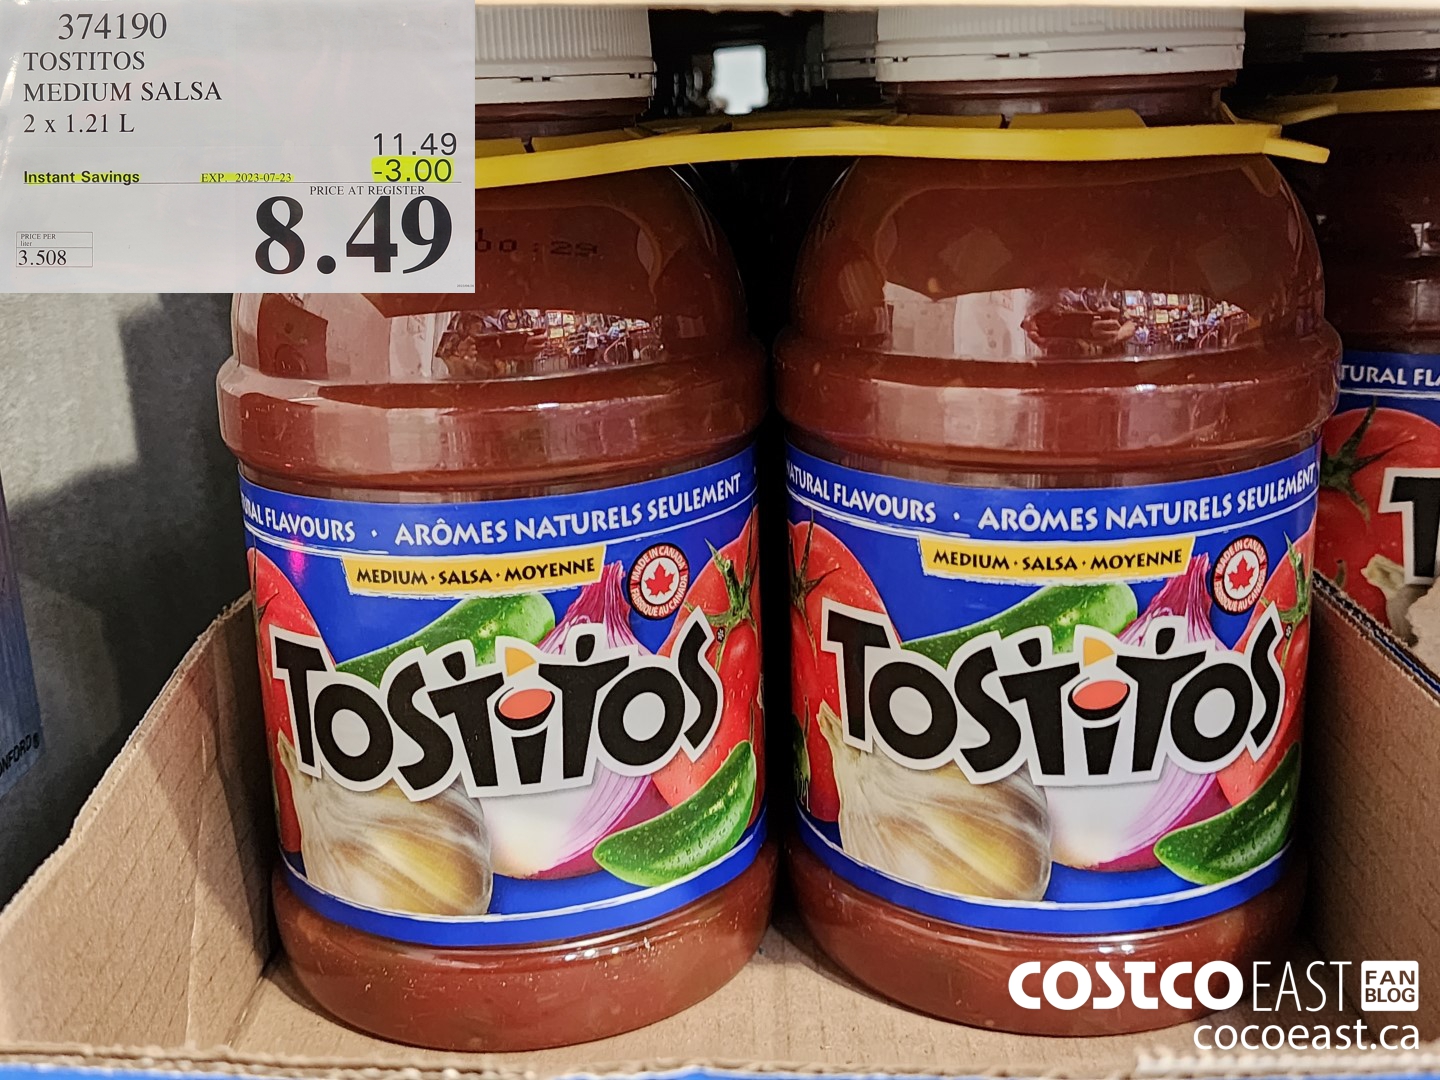 374190
TOSTITOS
MEDIUM SALSA
2 x 1.21 L
11.49
Instant Savings EXP. 2023-07-23 -3.00
PRICE AT REGISTER
8.49
PRICE PER
liter
3.508
:29
FLAVOURS · ARÔMES NATURELS SEULEMENT
MEDIUM · SALSA · MOYENNE
MADE IN CANADA
FABRIQUÉ AU CANADA
TOSTITOS
NATURAL FLAVOURS · ARÔMES NATURELS SEULEMENT
MEDIUM · SALSA · MOYENNE
MADE IN CANADA
FABRIQUÉ AU CANADA
TOSTITOS
COSTCO EAST FAN BLOG
cocoeast.ca